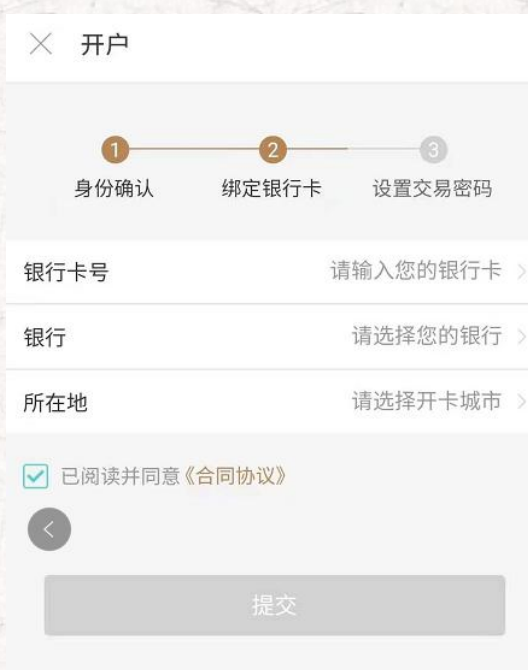 开户
1 2 3
身份确认 绑定银行卡 设置交易密码
银行卡号 请输入您的银行卡
银行 请选择您的银行
所在地 请选择开卡城市
已阅读并同意《合同协议》
提交